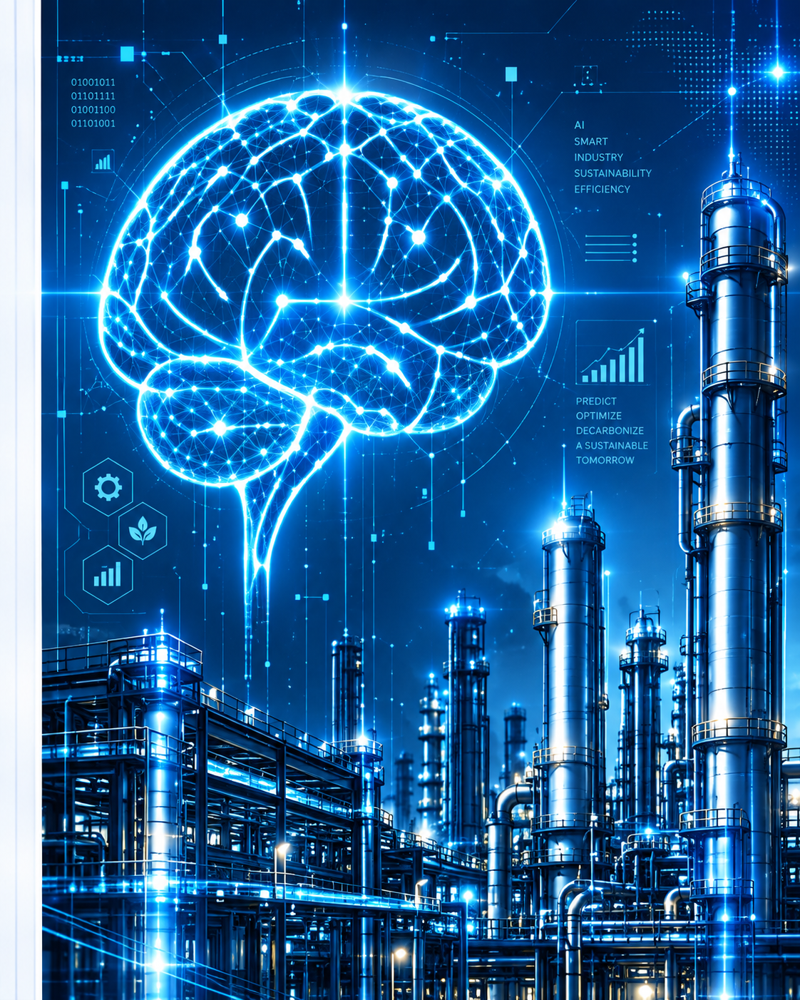 01001011
01101111
01001100
01101001
AI
SMART
INDUSTRY
SUSTAINABILITY
EFFICIENCY
PREDICT
OPTIMIZE
DECARBONIZE
A SUSTAINABLE
TOMORROW